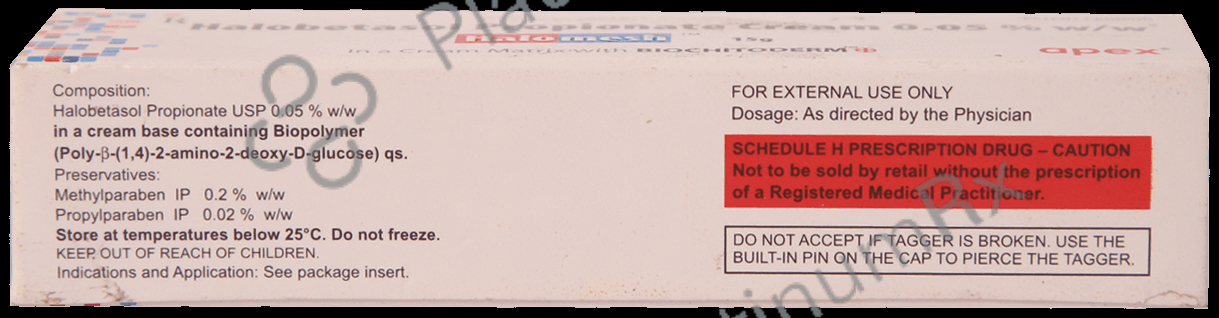 Halobetasol Propionate Cream 0.05 % w/w
halomesh™ 15g
In a Cream Matrix with BIOCHITODERM™
apex
Composition:
Halobetasol Propionate USP 0.05 % w/w
in a cream base containing Biopolymer
(Poly-β-(1,4)-2-amino-2-deoxy-D-glucose) qs.
Preservatives:
Methylparaben IP 0.2 % w/w
Propylparaben IP 0.02 % w/w
Store at temperatures below 25°C. Do not freeze.
KEEP OUT OF REACH OF CHILDREN.
Indications and Application: See package insert.
FOR EXTERNAL USE ONLY
Dosage: As directed by the Physician
SCHEDULE H PRESCRIPTION DRUG – CAUTION
Not to be sold by retail without the prescription
of a Registered Medical Practitioner.
DO NOT ACCEPT IF TAGGER IS BROKEN. USE THE
BUILT-IN PIN ON THE CAP TO PIERCE THE TAGGER.
Plat
tinumRx